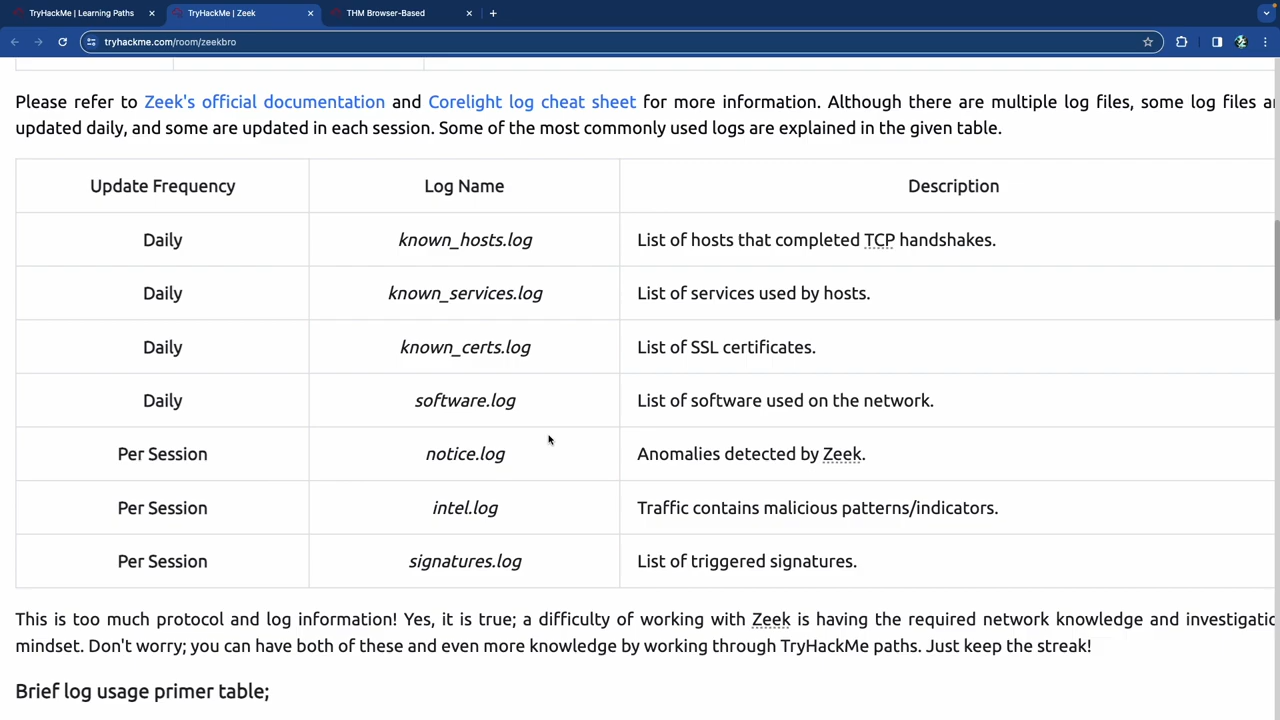 TryHackMe | Learning Paths
TryHackMe | Zeek
THM Browser-Based
tryhackme.com/room/zeekbro
Please refer to Zeek's official documentation and Corelight log cheat sheet for more information. Although there are multiple log files, some log files
updated daily, and some are updated in each session. Some of the most commonly used logs are explained in the given table.
Update Frequency Log Name Description
Daily known_hosts.log List of hosts that completed TCP handshakes.
Daily known_services.log List of services used by hosts.
Daily known_certs.log List of SSL certificates.
Daily software.log List of software used on the network.
Per Session notice.log Anomalies detected by Zeek.
Per Session intel.log Traffic contains malicious patterns/indicators.
Per Session signatures.log List of triggered signatures.
This is too much protocol and log information! Yes, it is true; a difficulty of working with Zeek is having the required network knowledge and
mindset. Don't worry; you can have both of these and even more knowledge by working through TryHackMe paths. Just keep the streak!
Brief log usage primer table;